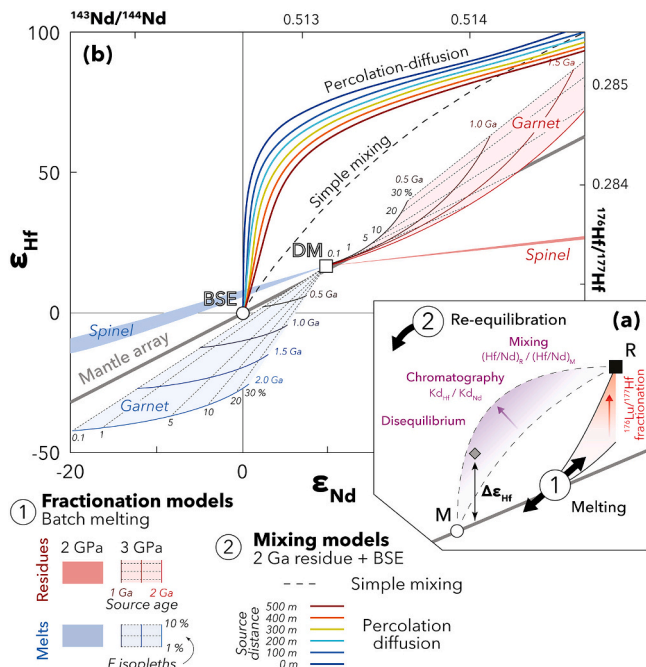 ¹⁴³Nd/¹⁴⁴Nd
0.513
0.514
100
(b)
Percolation-diffusion
1.5 Ga
0.285
1.0 Ga
Garnet
Simple mixing
0.5 Ga
30 %
20
10
5
1
0.1
50
0.184
εHf
DM
¹⁷⁶Hf/¹⁷⁷Hf
BSE
Spinel
0
Spinel
Mantle array
0.5 Ga
1.0 Ga
1.5 Ga
2.0 Ga
Garnet
0.1
1
5
10
20
30 %
-50
-20
0
εNd
(a)
2
Re-equilibration
Mixing
(Hf/Nd)R / (Hf/Nd)M
R
Chromatography
KdHf / KdNd
Disequilibrium
¹⁷⁶Lu/¹⁷⁷Hf
fractionation
ΔεHf
1
M
Melting
1
Fractionation models
Batch melting
2 GPa
3 GPa
Residues
1 Ga
2 Ga
Source age
Melts
10 %
1 %
F isopleths
2
Mixing models
2 Ga residue + BSE
Simple mixing
Source
distance
500 m
400 m
300 m
200 m
100 m
0 m
Percolation
diffusion